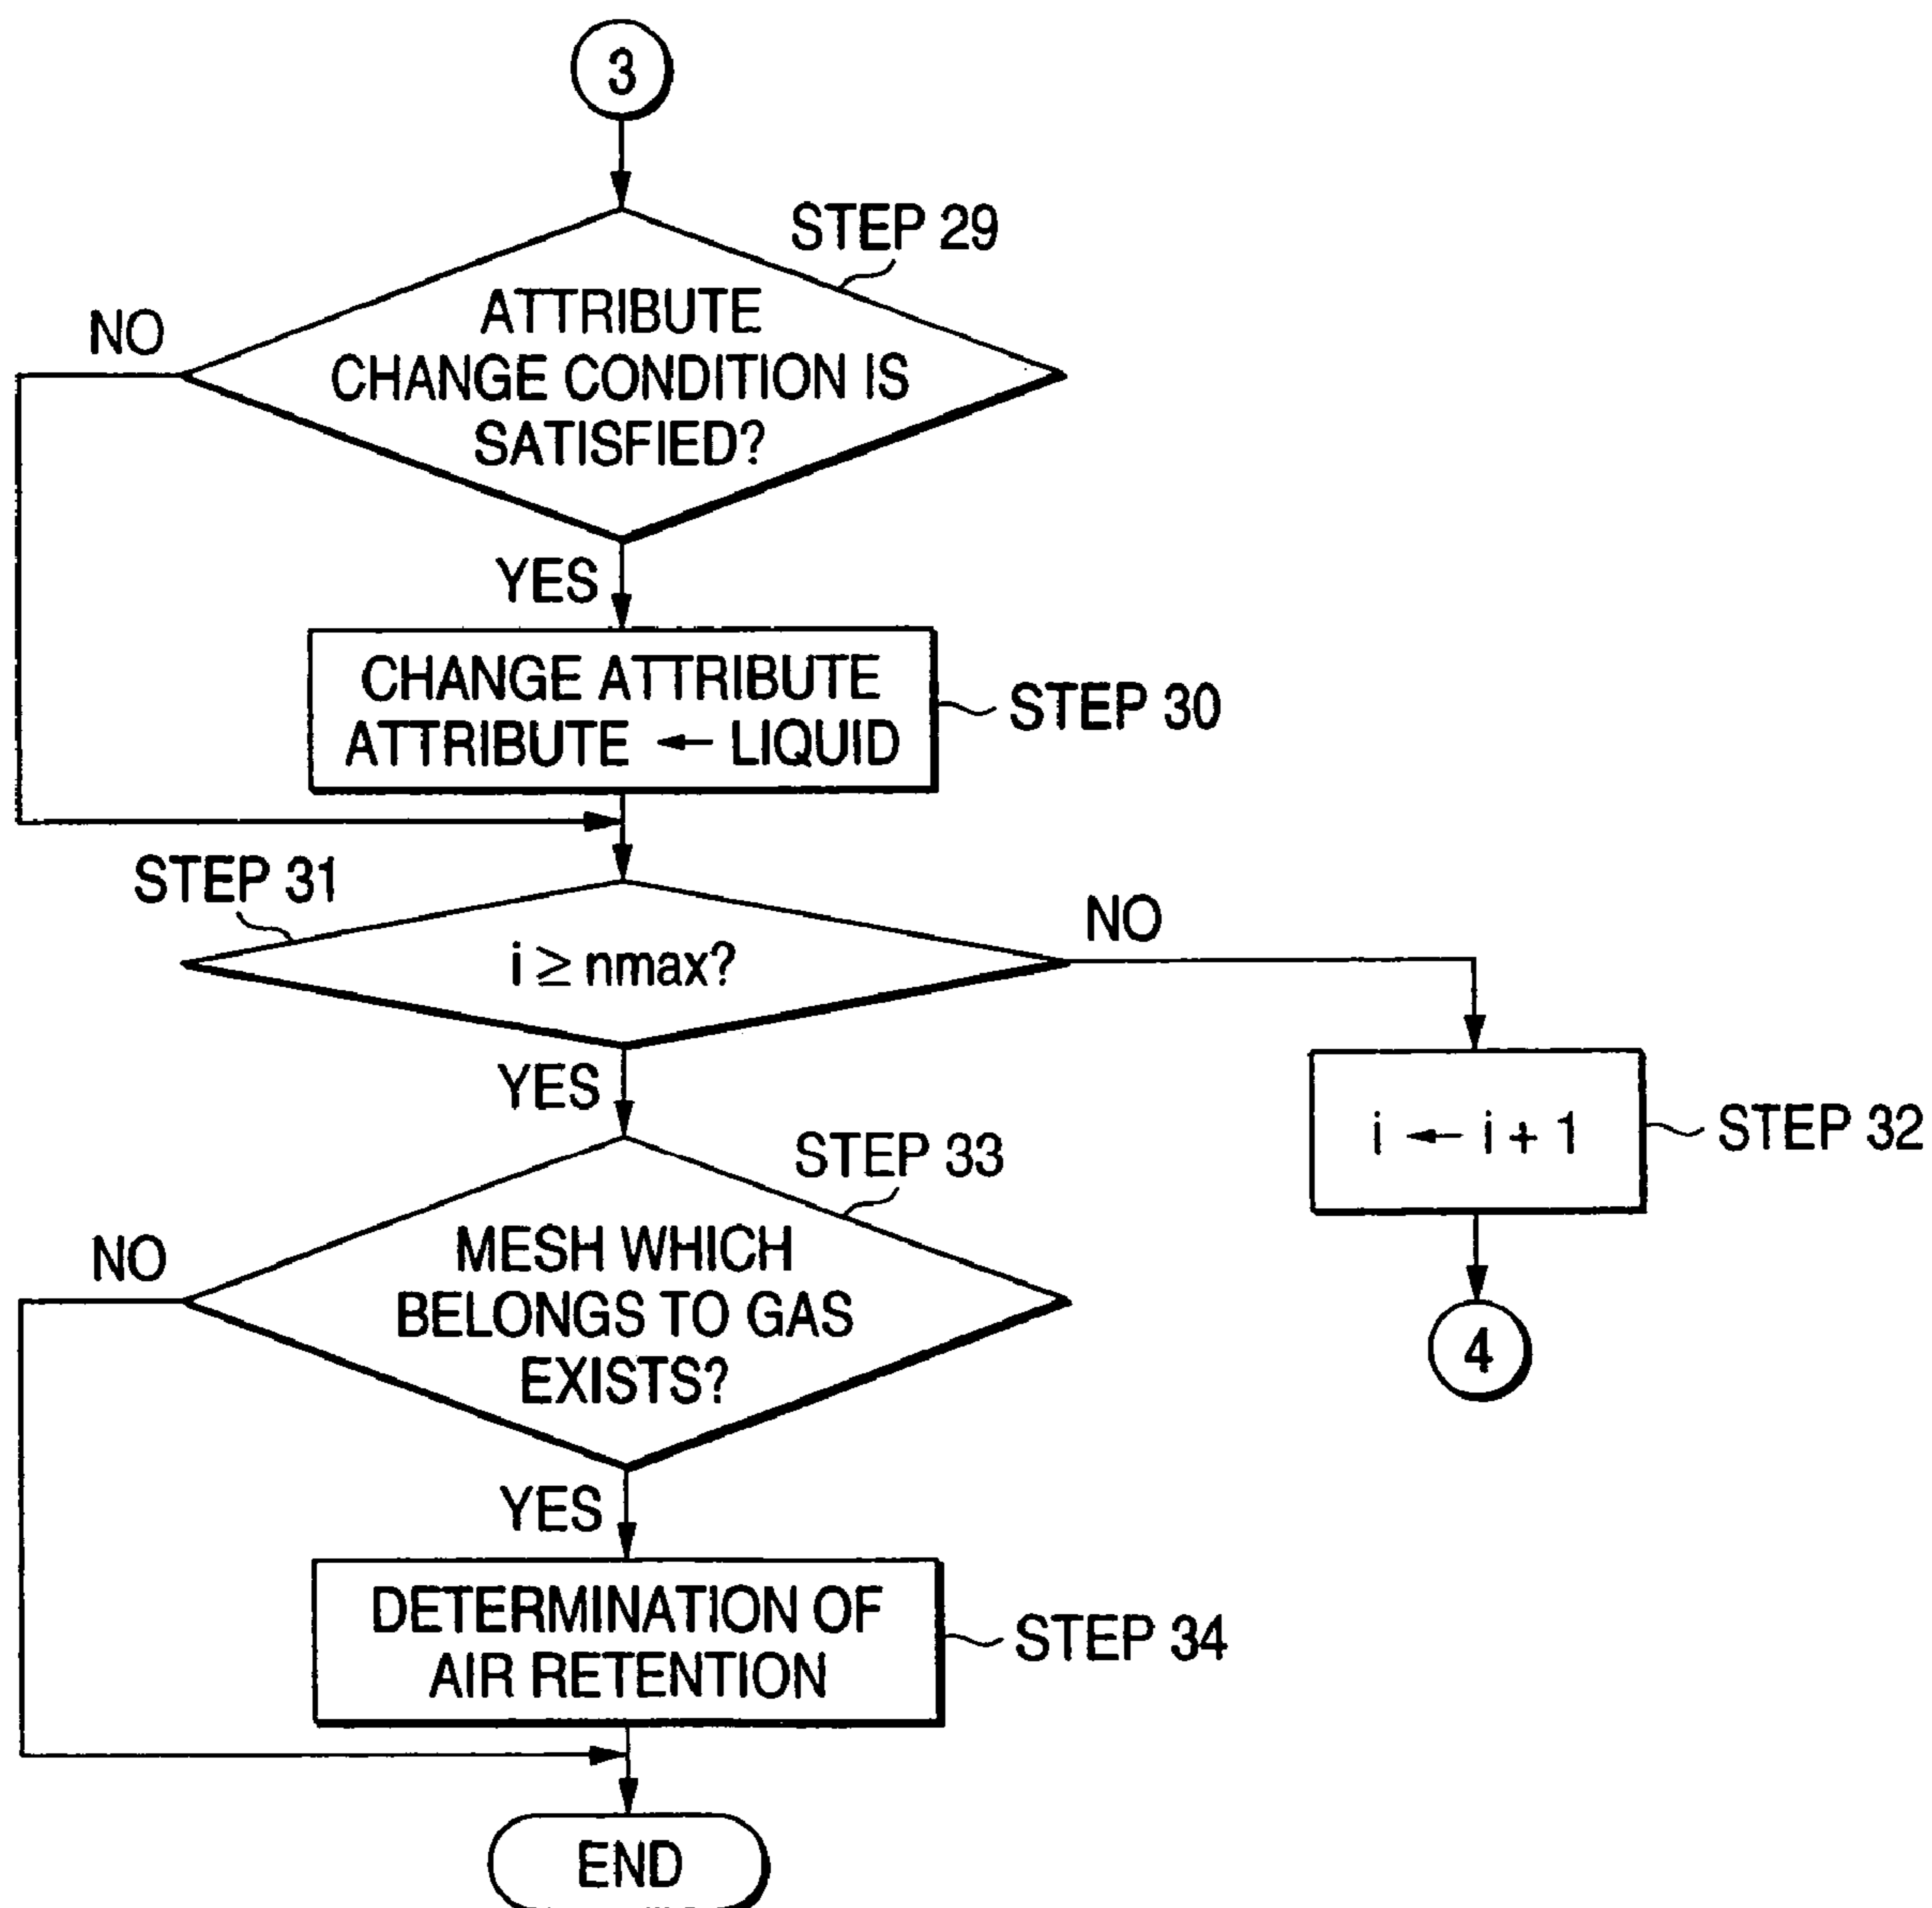 3
STEP 29
NO
ATTRIBUTE
CHANGE CONDITION IS
SATISFIED?
YES
CHANGE ATTRIBUTE
ATTRIBUTE ← LIQUID
STEP 30
STEP 31
NO
i ≥ nmax?
YES
i ← i + 1
STEP 32
STEP 33
NO
MESH WHICH
BELONGS TO GAS
EXISTS?
4
YES
DETERMINATION OF
AIR RETENTION
STEP 34
END